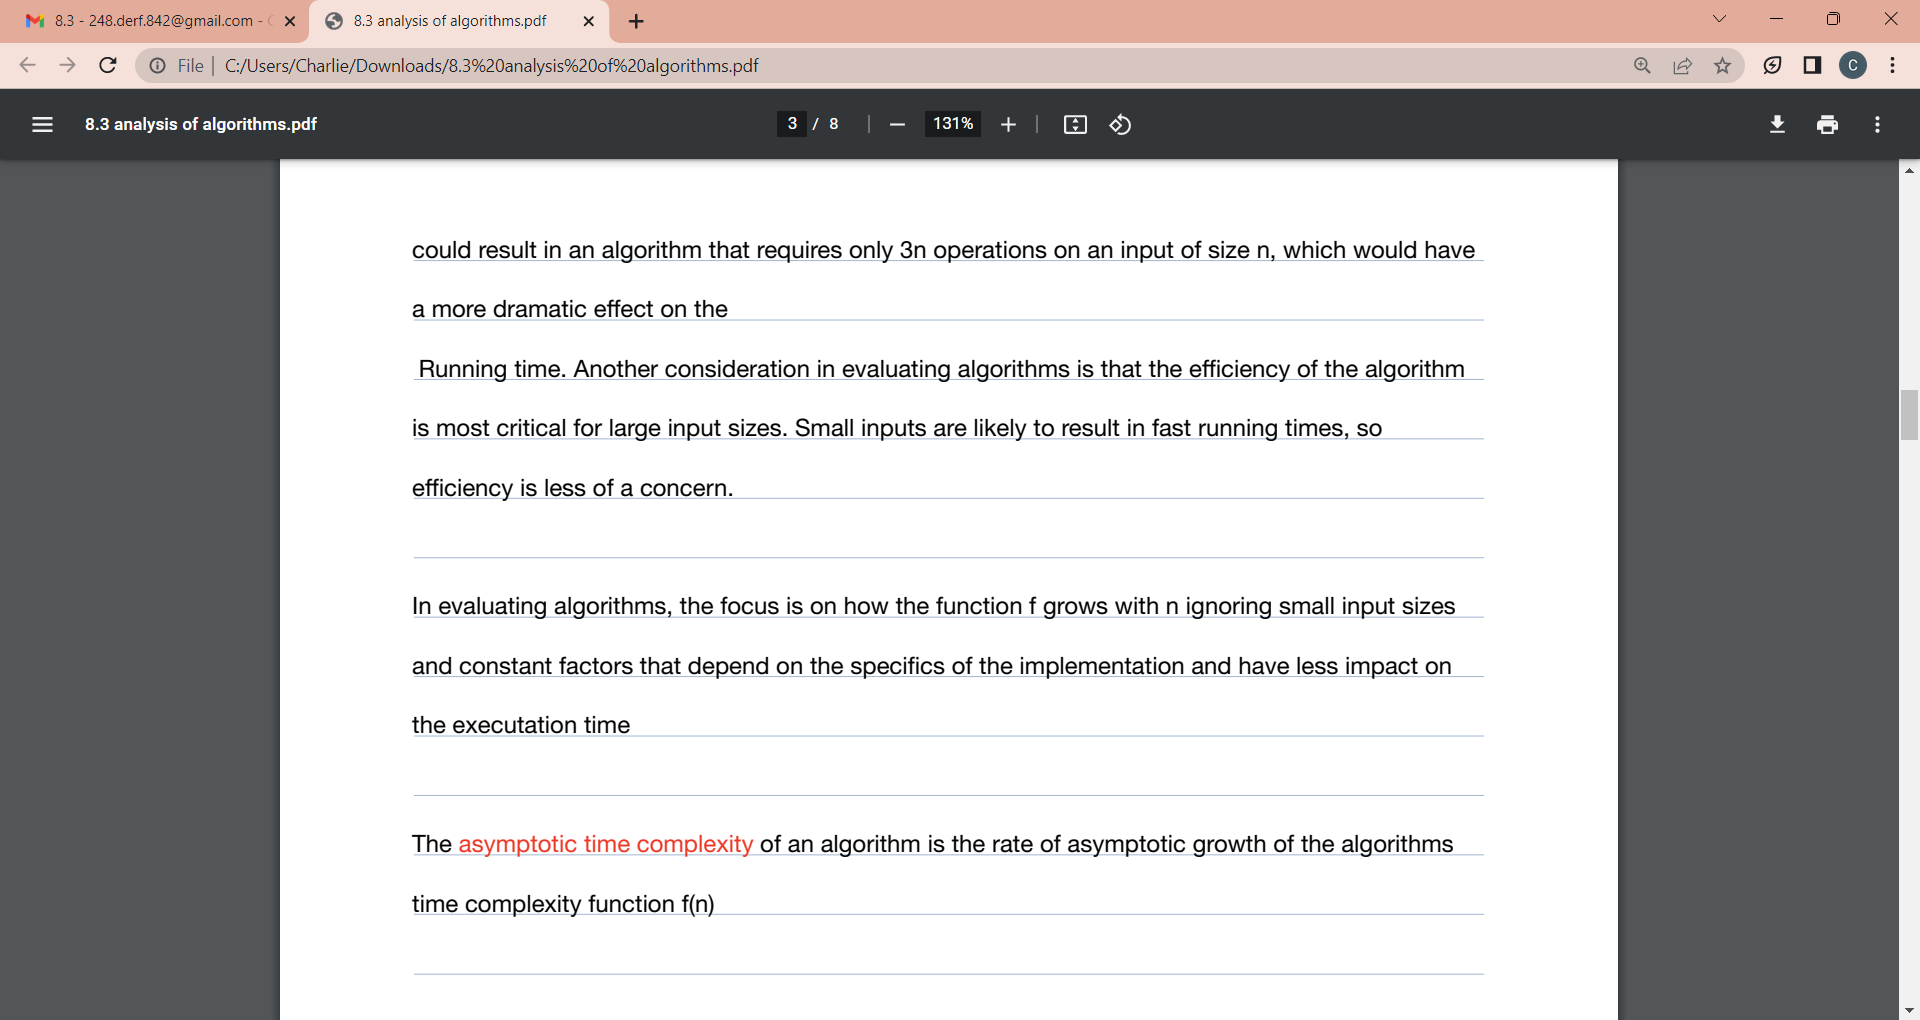 8.3 - 248.derf.842@gmail.com -
8.3 analysis of algorithms.pdf
File | C:/Users/Charlie/Downloads/8.3%20analysis%20of%20algorithms.pdf
C
8.3 analysis of algorithms.pdf
3 / 8
131%
could result in an algorithm that requires only 3n operations on an input of size n, which would have
a more dramatic effect on the
Running time. Another consideration in evaluating algorithms is that the efficiency of the algorithm
is most critical for large input sizes. Small inputs are likely to result in fast running times, so
efficiency is less of a concern.
In evaluating algorithms, the focus is on how the function f grows with n ignoring small input sizes
and constant factors that depend on the specifics of the implementation and have less impact on
the executation time
The asymptotic time complexity of an algorithm is the rate of asymptotic growth of the algorithms
time complexity function f(n)